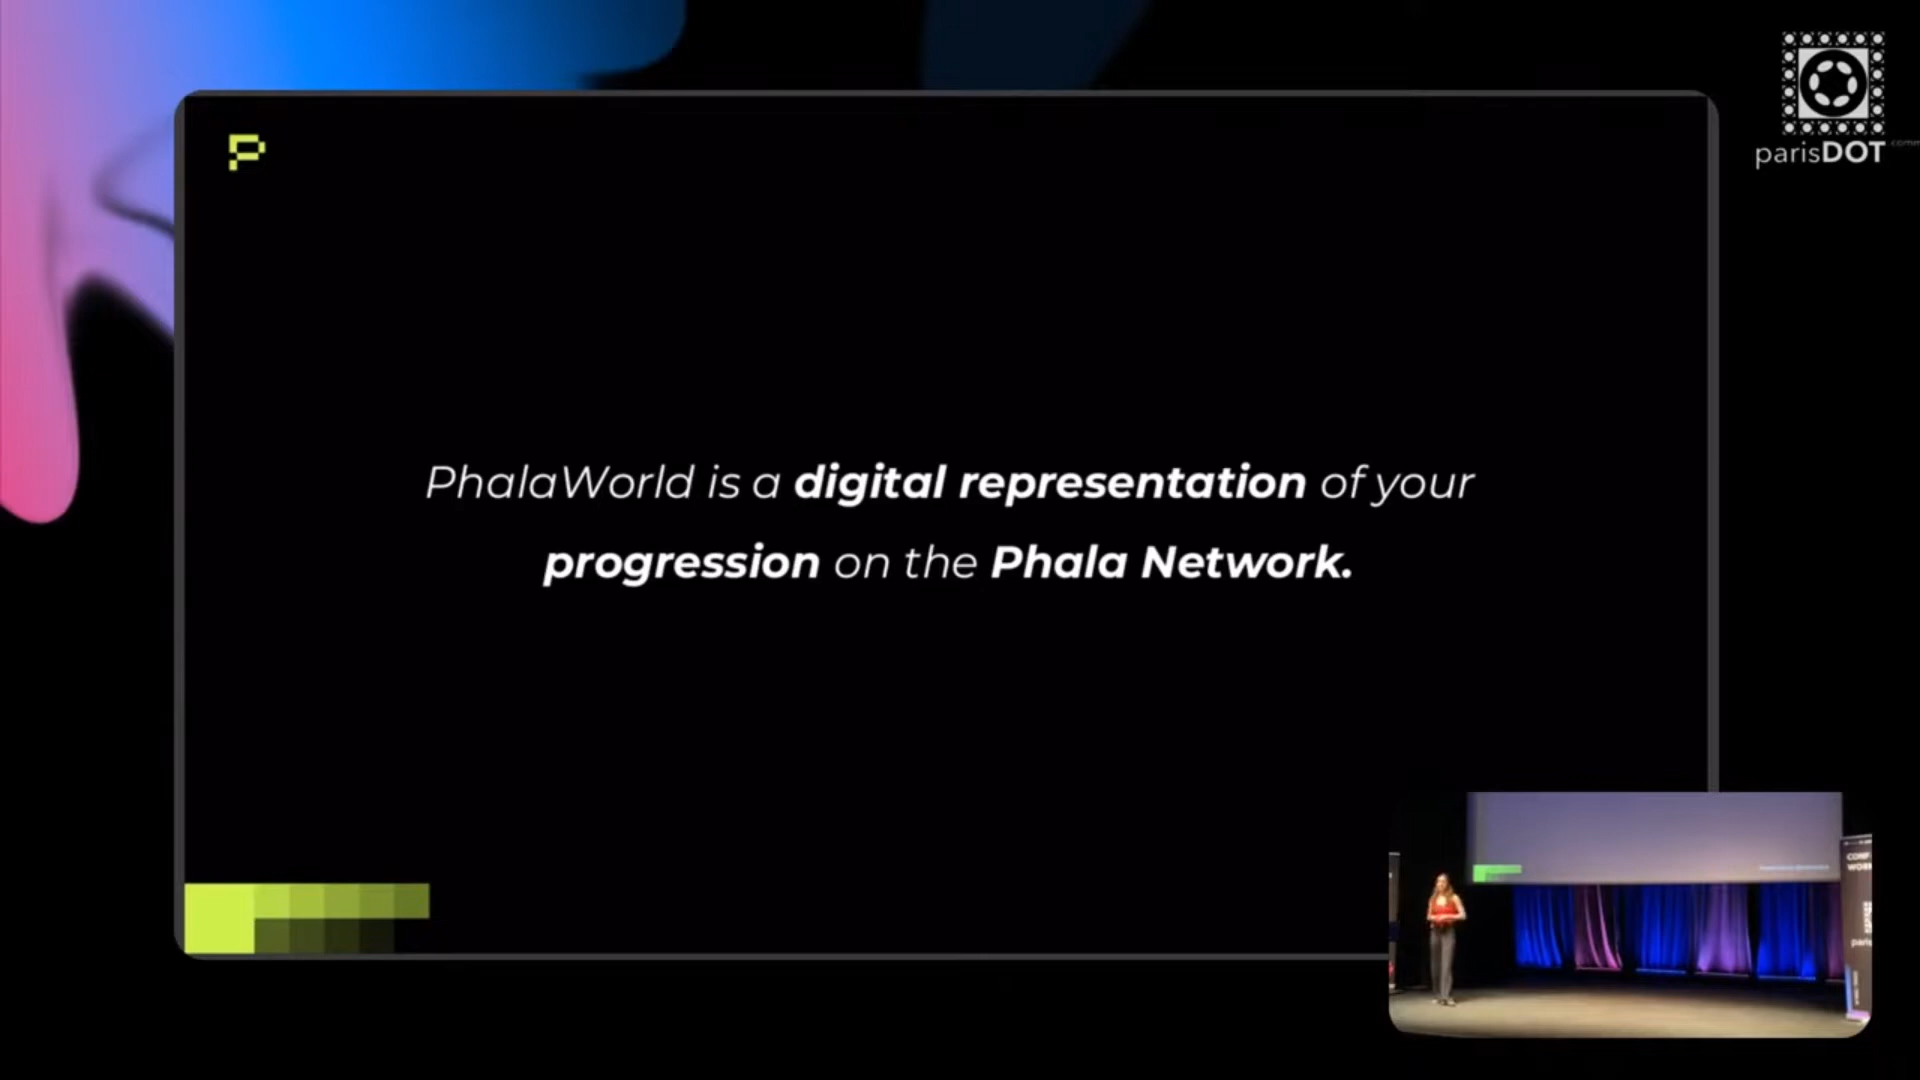 parisDOT
PhalaWorld is a digital representation of your
progression on the Phala Network.